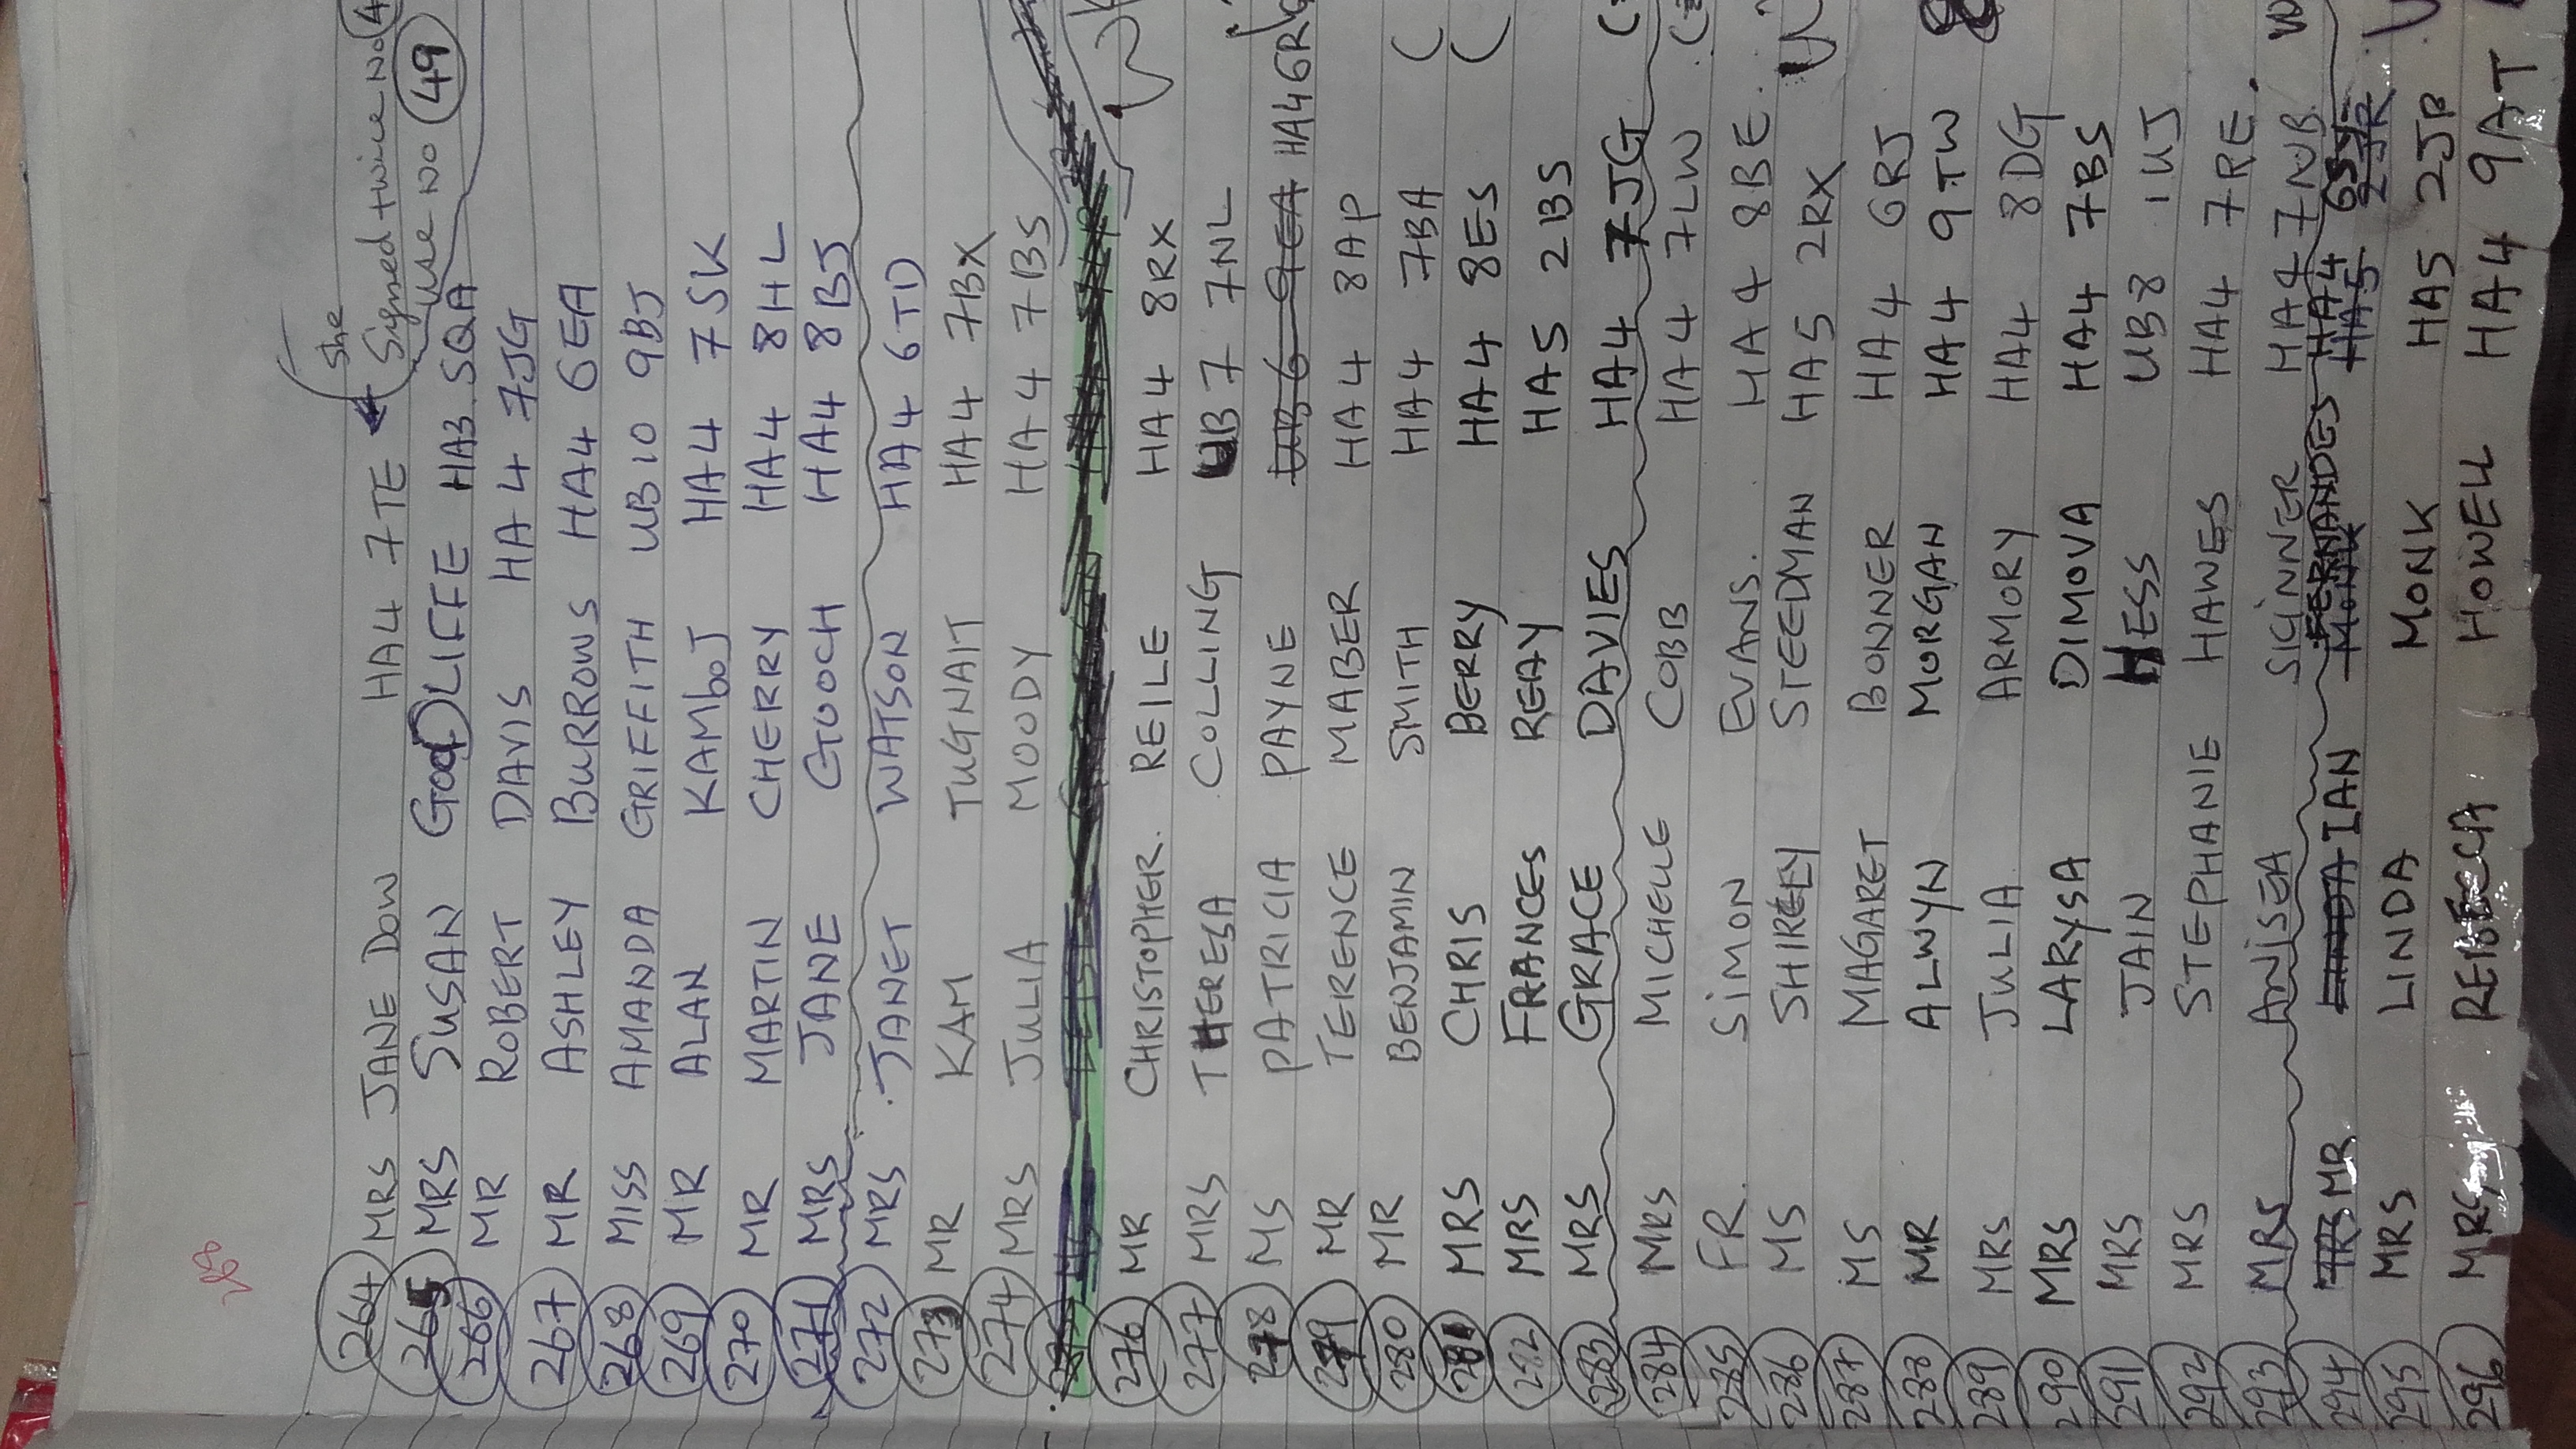 268
she
264 MRS JANE DOW HA4 7TE Signed twice No 4
use No 49
265 MRS SUSAN GooDLIFFE HA3 5QA
266 MR ROBERT DAVIS HA4 7JG
267 MR ASHLEY BURROWS HA4 6EA
268 MISS AMANDA GRIFFITH UB10 9BJ
269 MR ALAN KAMboJ HA4 7SK
270 MR MARTIN CHERRY HA4 8HL
271 MRS JANE GOOCH HA4 8BJ
272 MRS JANET WATSON HA4 6TD
273 MR KAM TUGNAIT HA4 7BX
274 MRS JULIA MOODY HA4 7BS
276 MR CHRISTOPHER. REILE HA4 8RX
277 MRS THERESA COLLING UB7 7NL
278 MS PATRICIA PAYNE UB6 9EA HA4 6R
279 MR TERENCE MABER HA4 8AP
280 MR BENJAMIN SMITH HA4 7BA (
281 MRS CHRIS BERRY HA4 8ES (
282 MRS FRANCES REAY HA5 2BS
283 MRS GRACE DAVIES HA4 7JG (
284 MRS MICHELLE COBB HA4 7LW . (
285 FR. SiMON EVANS. HA4 8BE.
286 MS SHIRLEY STEEDMAN HA5 2RX
287 MS MAGARET BONNER HA4 6RJ
288 MR ALWYN MORGAN HA4 9TW
289 MRS JULIA ARMORY HA4 8DG
290 MRS LARYSA DIMOVA HA4 7BS
291 MRS JAIN HESS UB8 1UJ
292 MRS STEPHANIE HAWES HA4 7RE.
293 MRS ANiSEA SKiNNER HA4 7NB.
FERNANDES HA4
294 MRS MR LINDA IAN MONK HA5 2JR
295 MRS LINDA MONK HA5
296 MRS REBECCA HOWELL HA4 9AT